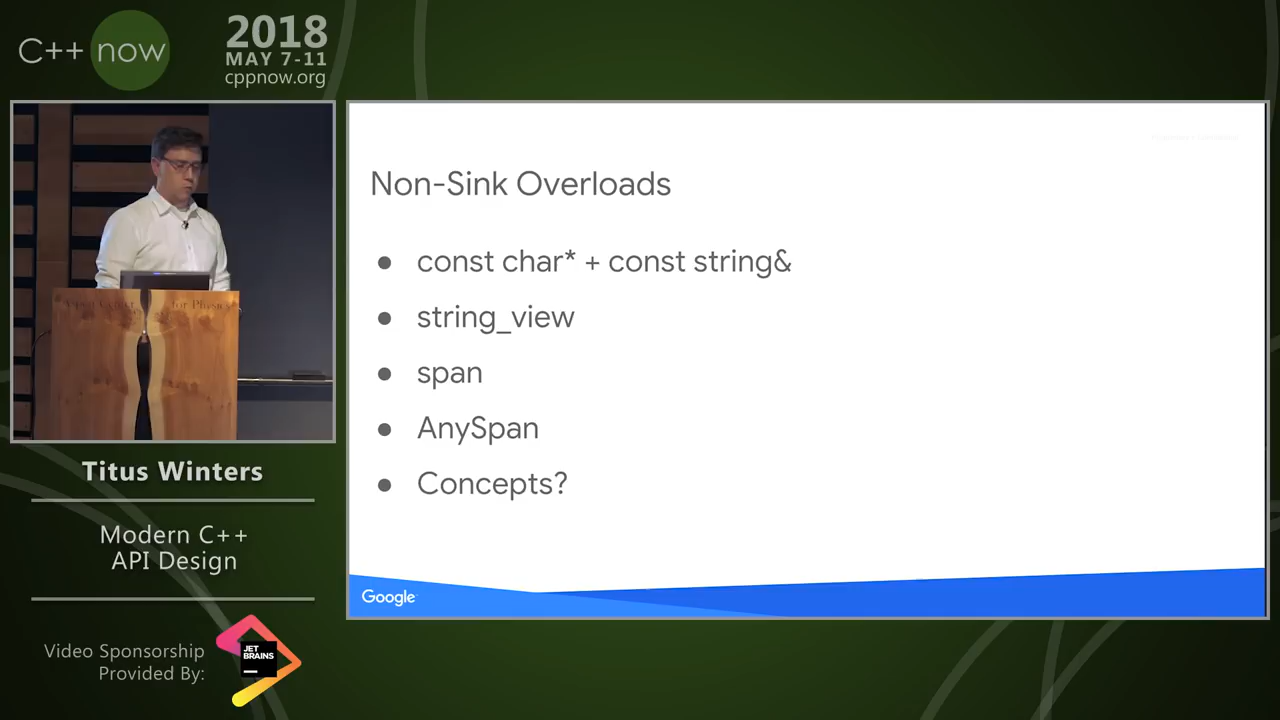 C++ now
2018
MAY 7-11
cppnow.org
Non-Sink Overloads
● const char* + const string&
● string_view
● span
● AnySpan
● Concepts?
Google
Titus Winters
Modern C++
API Design
Video Sponsorship
Provided By:
JET
BRAINS